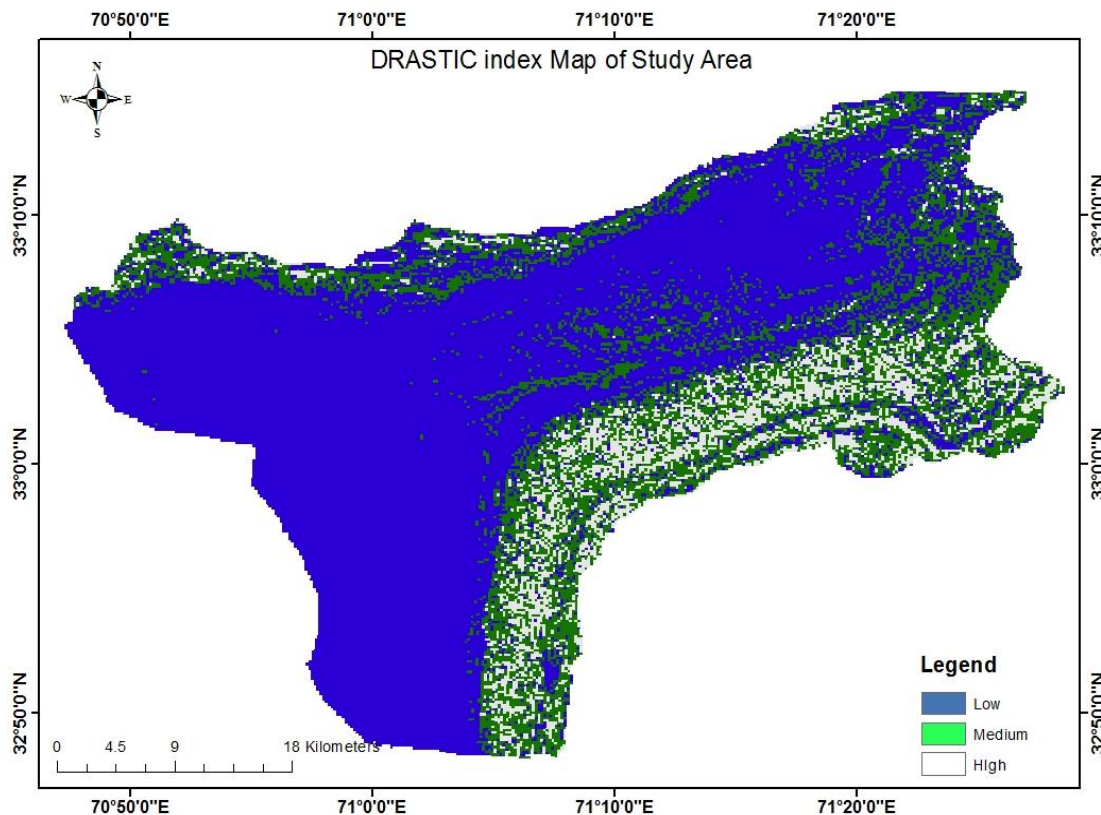 70°50'0"E 71°0'0"E 71°10'0"E 71°20'0"E
DRASTIC index Map of Study Area
N
W E
S
33°10'0"N 33°10'0"N
33°0'0"N 33°0'0"N
32°50'0"N 32°50'0"N
Legend
Low
Medium
HIgh
0 4.5 9 18 Kilometers
70°50'0"E 71°0'0"E 71°10'0"E 71°20'0"E